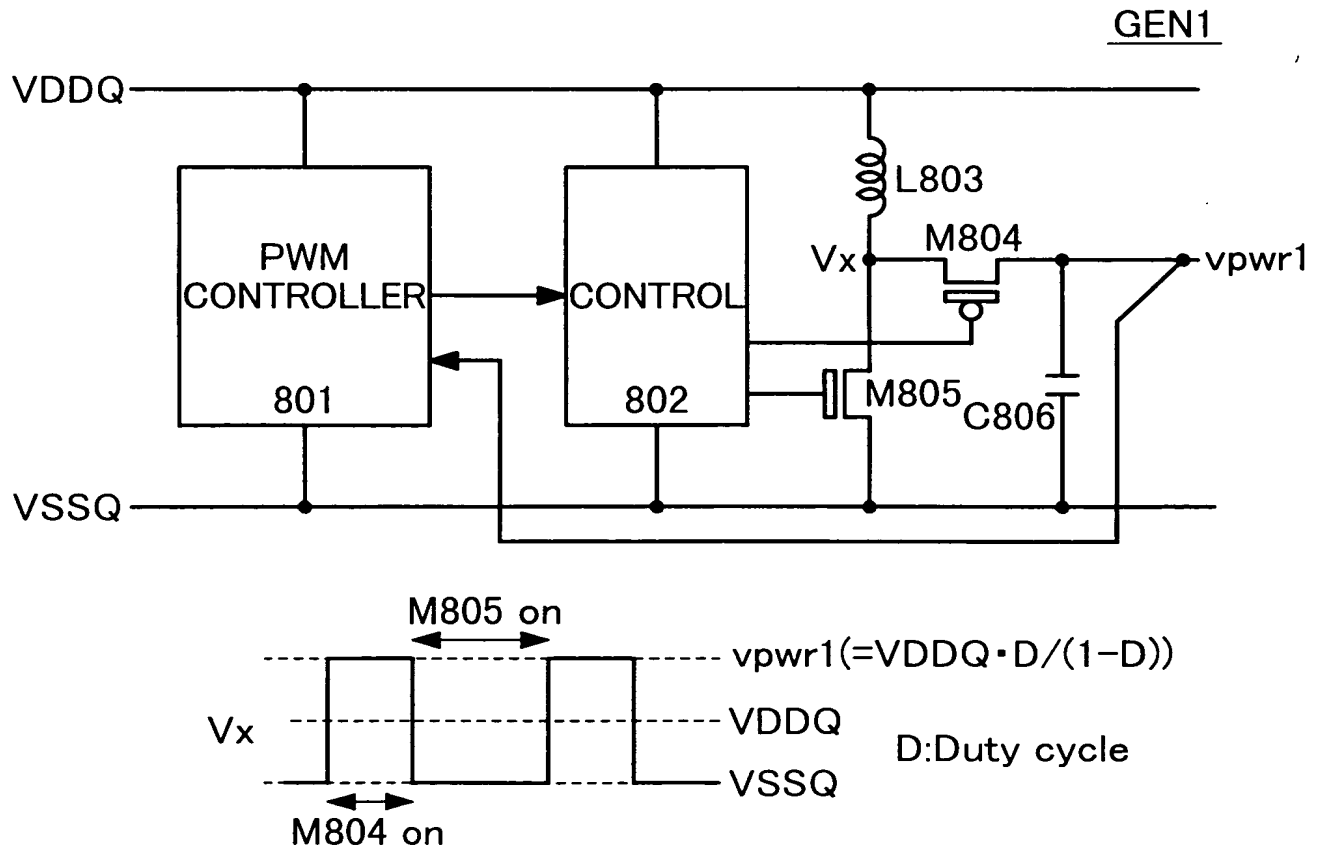 GEN1
VDDQ
L803
M804
Vx
vpwr1
PWM
CONTROLLER
801
CONTROL
802
M805
C806
VSSQ
M805 on
vpwr1(=VDDQ·D/(1-D))
Vx
VDDQ
D:Duty cycle
VSSQ
M804 on